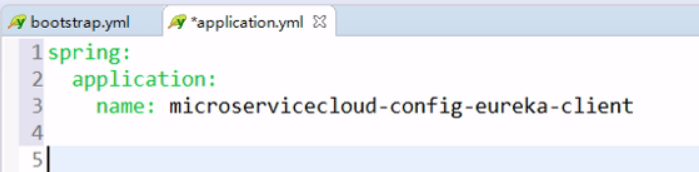 bootstrap.yml *application.yml
1 spring:
2   application:
3     name: microservicecloud-config-eureka-client
4
5